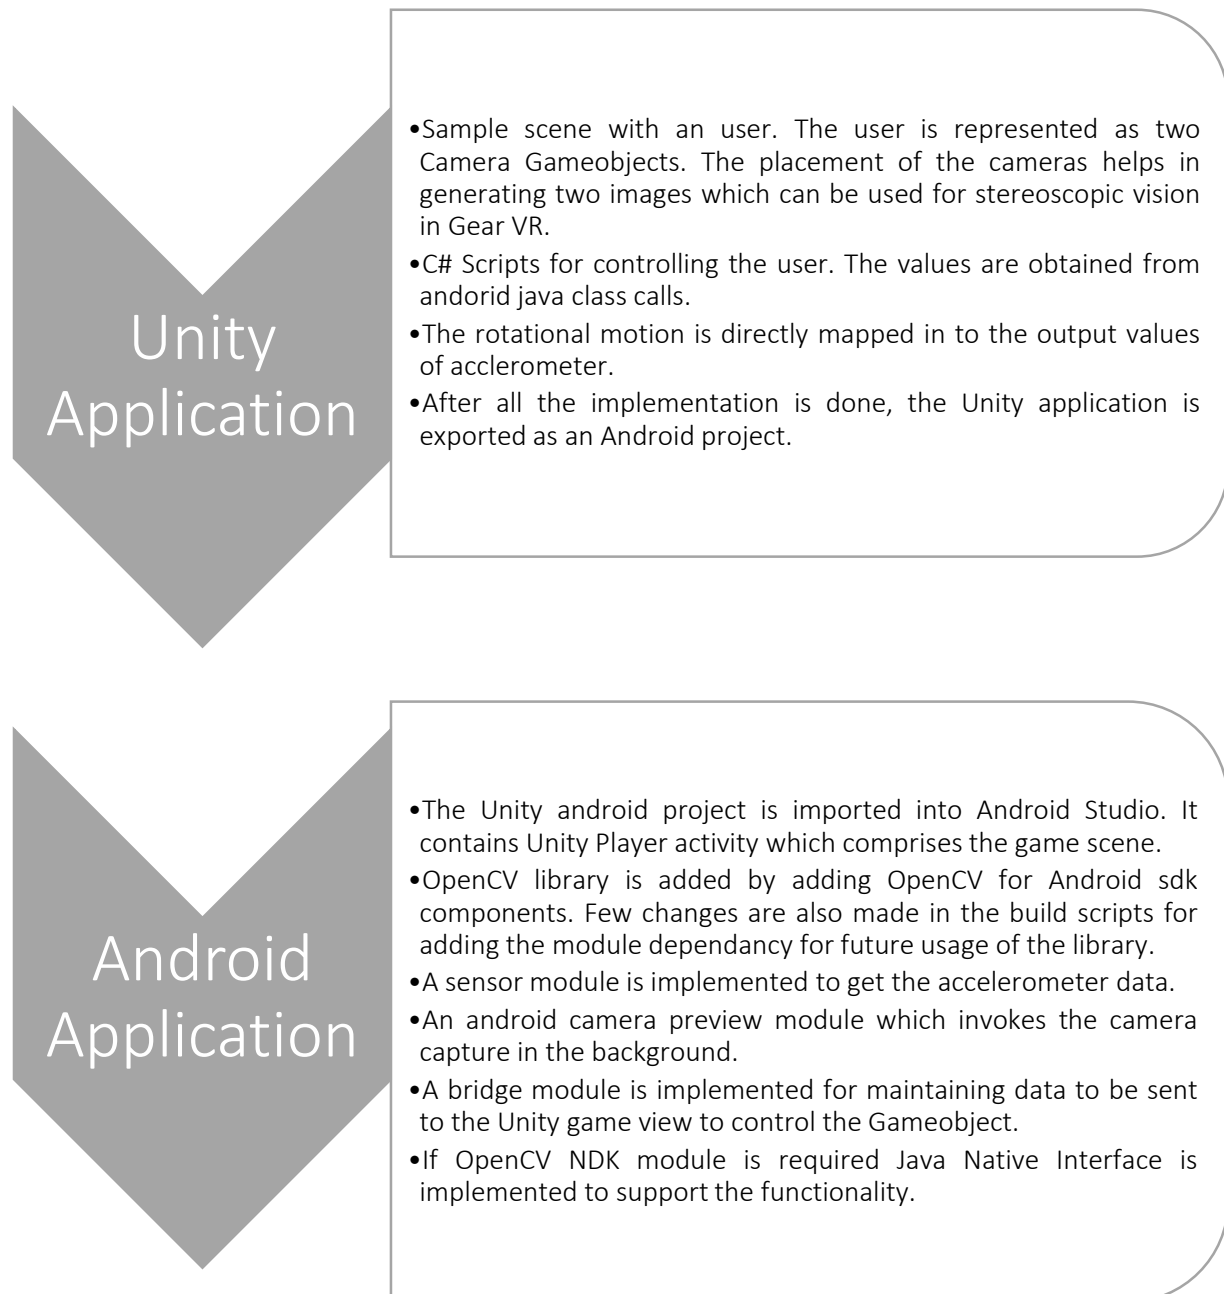 Unity
Application
•Sample scene with an user. The user is represented as two
Camera Gameobjects. The placement of the cameras helps in
generating two images which can be used for stereoscopic vision
in Gear VR.
•C# Scripts for controlling the user. The values are obtained from
andorid java class calls.
•The rotational motion is directly mapped in to the output values
of acclerometer.
•After all the implementation is done, the Unity application is
exported as an Android project.
Android
Application
•The Unity android project is imported into Android Studio. It
contains Unity Player activity which comprises the game scene.
•OpenCV library is added by adding OpenCV for Android sdk
components. Few changes are also made in the build scripts for
adding the module dependancy for future usage of the library.
•A sensor module is implemented to get the accelerometer data.
•An android camera preview module which invokes the camera
capture in the background.
•A bridge module is implemented for maintaining data to be sent
to the Unity game view to control the Gameobject.
•If OpenCV NDK module is required Java Native Interface is
implemented to support the functionality.